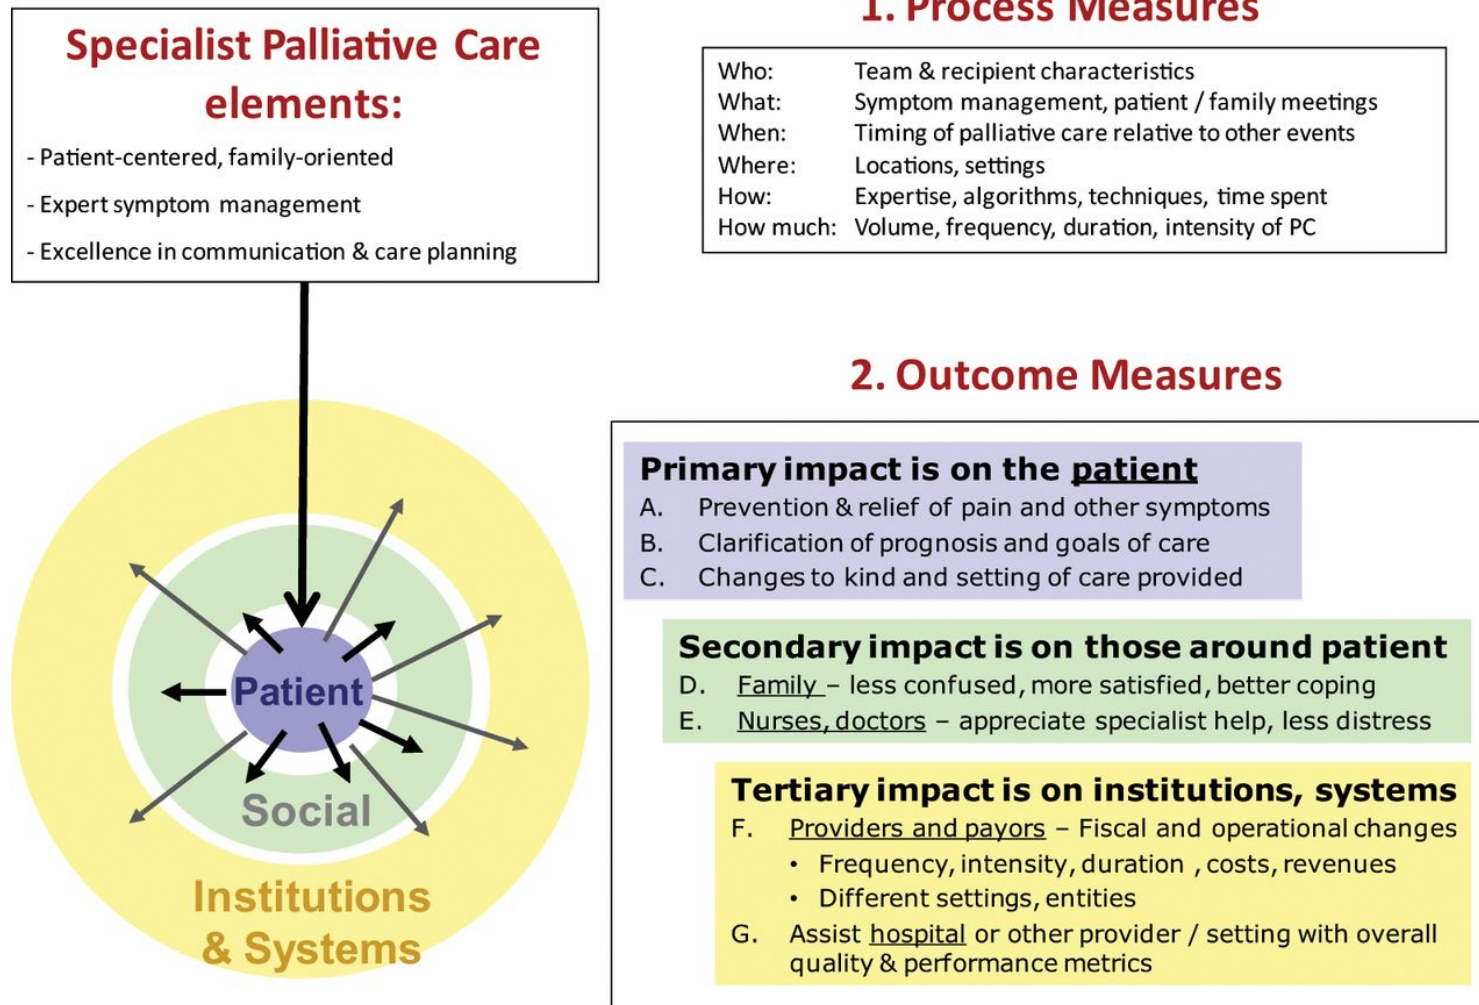 Specialist Palliative Care
elements:
- Patient-centered, family-oriented
- Expert symptom management
- Excellence in communication & care planning
1. Process Measures
Who: Team & recipient characteristics
What: Symptom management, patient / family meetings
When: Timing of palliative care relative to other events
Where: Locations, settings
How: Expertise, algorithms, techniques, time spent
How much: Volume, frequency, duration, intensity of PC
Patient
Social
Institutions
& Systems
2. Outcome Measures
Primary impact is on the patient
A. Prevention & relief of pain and other symptoms
B. Clarification of prognosis and goals of care
C. Changes to kind and setting of care provided
Secondary impact is on those around patient
D. Family – less confused, more satisfied, better coping
E. Nurses, doctors – appreciate specialist help, less distress
Tertiary impact is on institutions, systems
F. Providers and payors – Fiscal and operational changes
• Frequency, intensity, duration , costs, revenues
• Different settings, entities
G. Assist hospital or other provider / setting with overall
quality & performance metrics